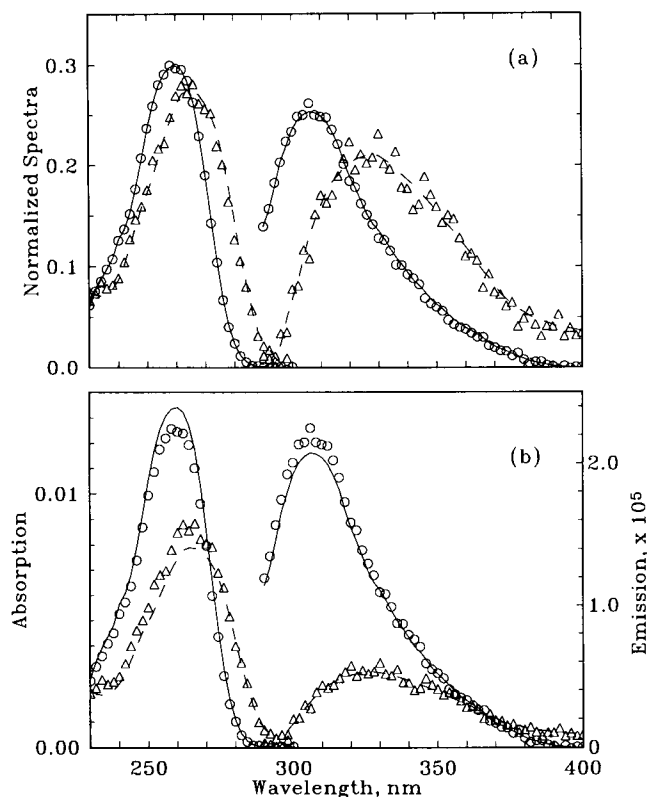 (a)
Normalized Spectra
0.3
0.2
0.1
0.0
(b)
Absorption
0.01
0.00
Emission, x 10⁵
2.0
1.0
0
250 300 350 400
Wavelength, nm